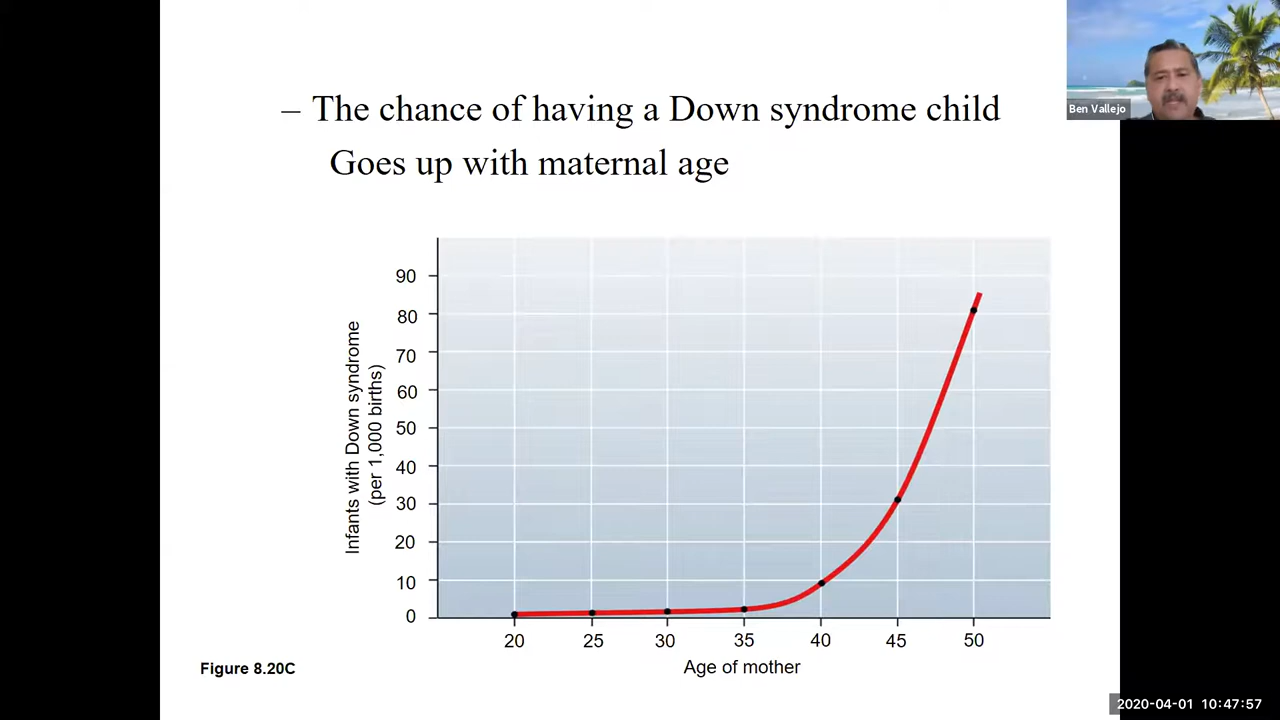 – The chance of having a Down syndrome child
Goes up with maternal age
Ben Vallejo
Infants with Down syndrome
(per 1,000 births)
90
80
70
60
50
40
30
20
10
0
20 25 30 35 40 45 50
Age of mother
Figure 8.20C
2020-04-01 10:47:57